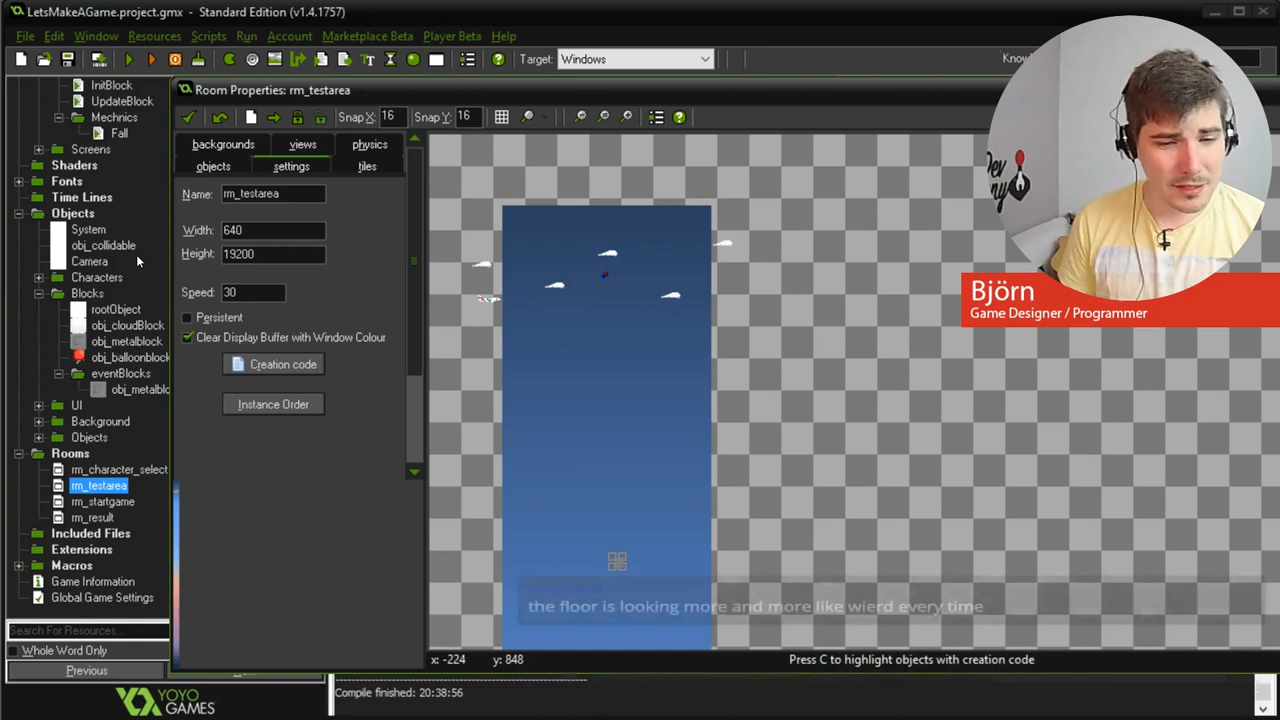 LetsMakeAGame.project.gmx - Standard Edition (v1.4.1757)
File Edit Window Resources Scripts Run Account Marketplace Beta Player Beta Help
Target: Windows
InitBlock
UpdateBlock
Mechnics
Fall
Screens
Shaders
Fonts
Time Lines
Objects
System
obj_collidable
Camera
Characters
Blocks
rootObject
obj_cloudBlock
obj_metalblock
obj_balloonblock
eventBlocks
obj_metalblo
UI
Background
Objects
Rooms
rm_character_select
rm_testarea
rm_startgame
rm_result
Included Files
Extensions
Macros
Game Information
Global Game Settings
Search For Resources...
Whole Word Only
Previous
YOYO
GAMES™
Room Properties: rm_testarea
Snap X: 16 Snap Y: 16
backgrounds views physics
objects settings tiles
Name: rm_testarea
Width: 640
Height: 19200
Speed: 30
Persistent
Clear Display Buffer with Window Colour
Creation code
Instance Order
the floor is looking more and more like wierd every time
x: -224 y: 848 Press C to highlight objects with creation code
Compile finished: 20:38:56
Björn
Game Designer / Programmer